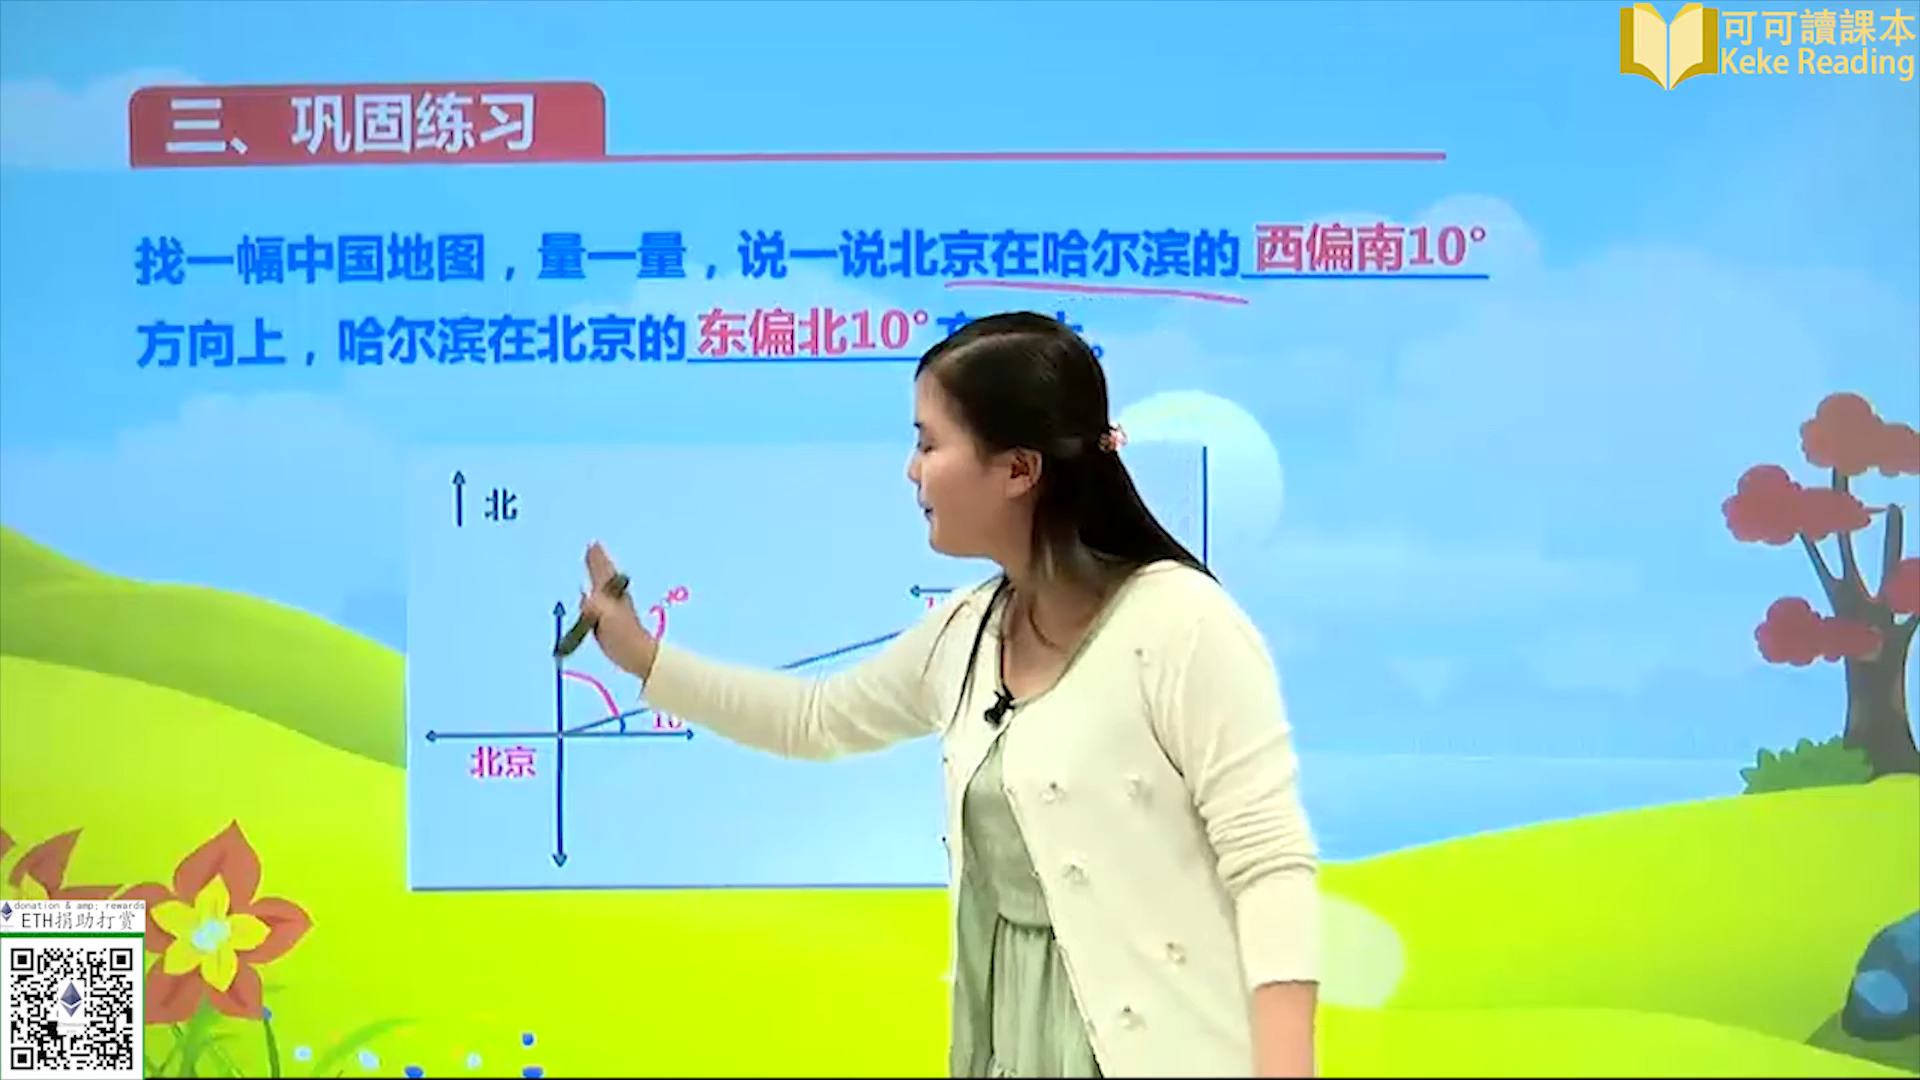 可可讀課本
Keke Reading
三、巩固练习
找一幅中国地图，量一量，说一说北京在哈尔滨的西偏南10°
方向上，哈尔滨在北京的东偏北10°
北
北京
donation & amp; rewards
ETH捐助打赏